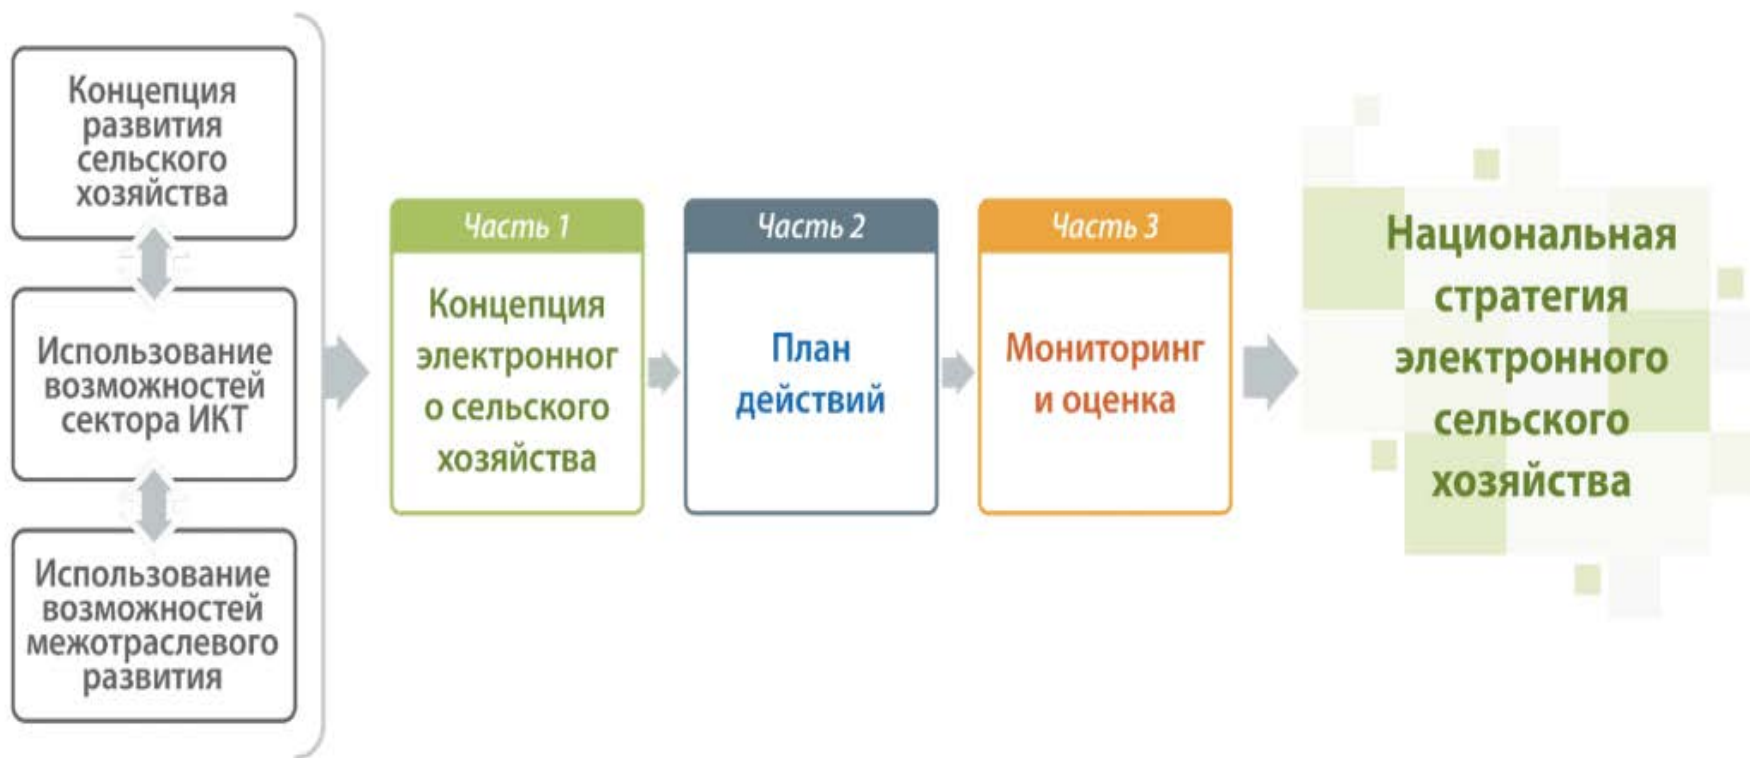 Концепция
развития
сельского
хозяйства
Использование
возможностей
сектора ИКТ
Использование
возможностей
межотраслевого
развития
Часть 1
Концепция
электронног
о сельского
хозяйства
Часть 2
План
действий
Часть 3
Мониторинг
и оценка
Национальная
стратегия
электронного
сельского
хозяйства